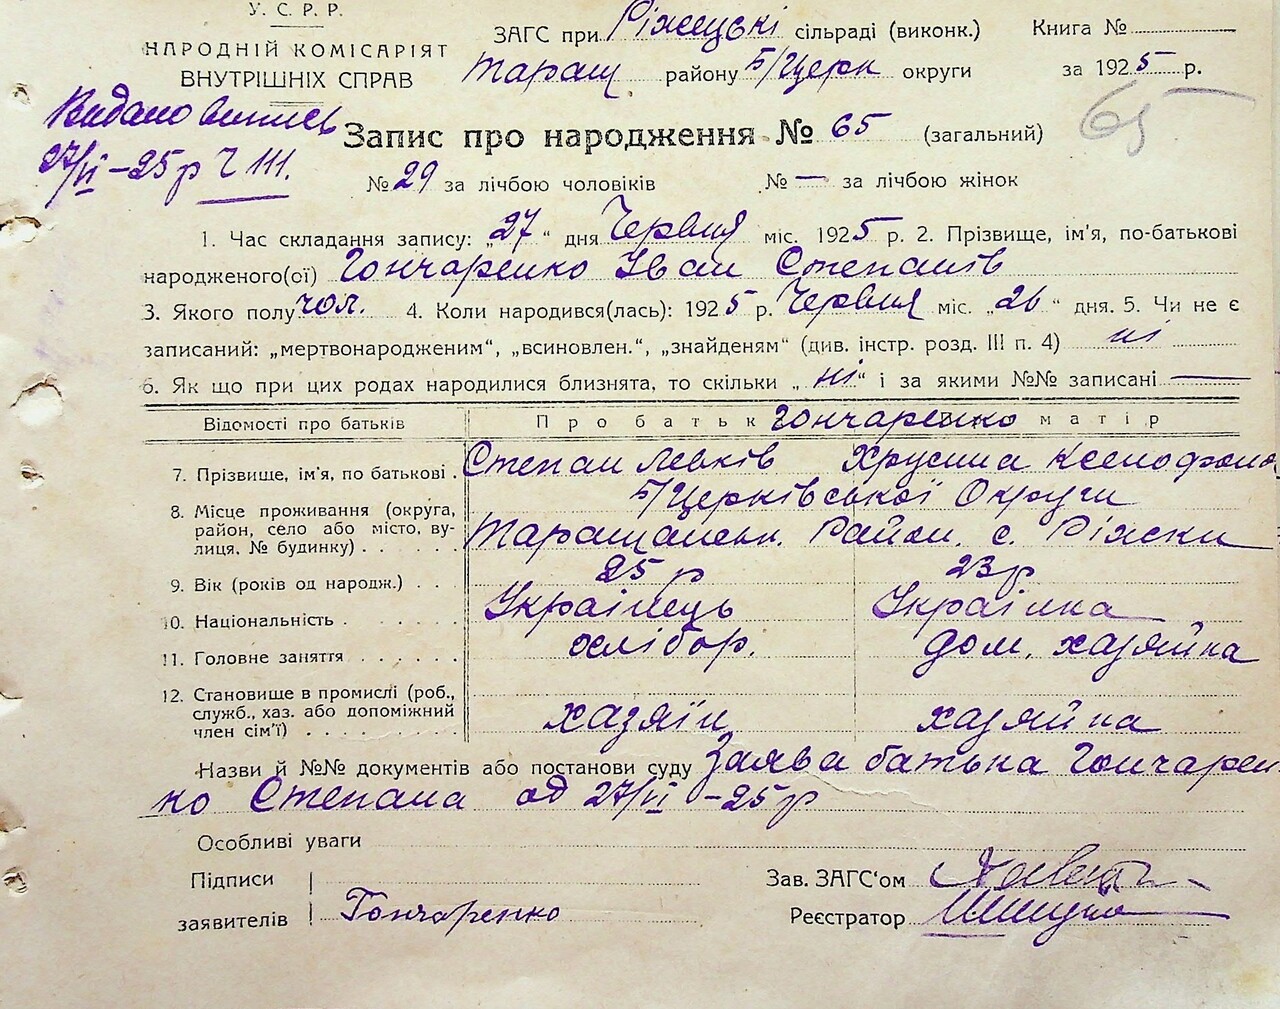 У. С. Р. Р.
НАРОДНІЙ КОМІСАРІЯТ
ВНУТРІШНІХ СПРАВ
ЗАГС при Ріжецькі сільраді (виконк.) Книга №
Таращ району Б/Церк округи за 1925 р.
Видано випись
27/VI – 25 р Ч 111.
65
Запис про народження № 65 (загальний)
№ 29 за лічбою чоловіків № — за лічбою жінок
1. Час складання запису: „27“ дня Червня міс. 1925 р. 2. Прізвище, ім'я, по-батькові
народженого(ої) Гончаренко Іван Степанів
3. Якого полу чол. 4. Коли народився(лась): 1925 р. Червня міс. „26“ дня. 5. Чи не є
записаний: „мертвонародженим“, „всиновлен.“, „знайденям“ (див. інстр. розд. III п. 4) ні
6. Як що при цих родах народилися близнята, то скільки „ні“ і за якими №№ записані —
Відомості про батьків Про батьк Гончаренко матір
7. Прізвище, ім'я, по батькові. Степан Левків Хрусина Ксенофон
Б/Церківської Округи
8. Місце проживання (округа, район, село або місто, вулиця, № будинку) Таращанськ. Район. с. Ріжки
9. Вік (років од народж.) 25 р 23 р
10. Національність Українець Українка
11. Головне заняття хлібор. дом. хазяйка
12. Становище в промислі (роб.,
служб., хаз. або допоміжний
член сім'ї) хазяїн хазяйка
Назви й №№ документів або постанови суду Заява батька Гончарен
ко Степана од 27/VI – 25 р
Особливі уваги
Підписи Зав. ЗАГС'ом
заявителів Гончаренко Реєстратор